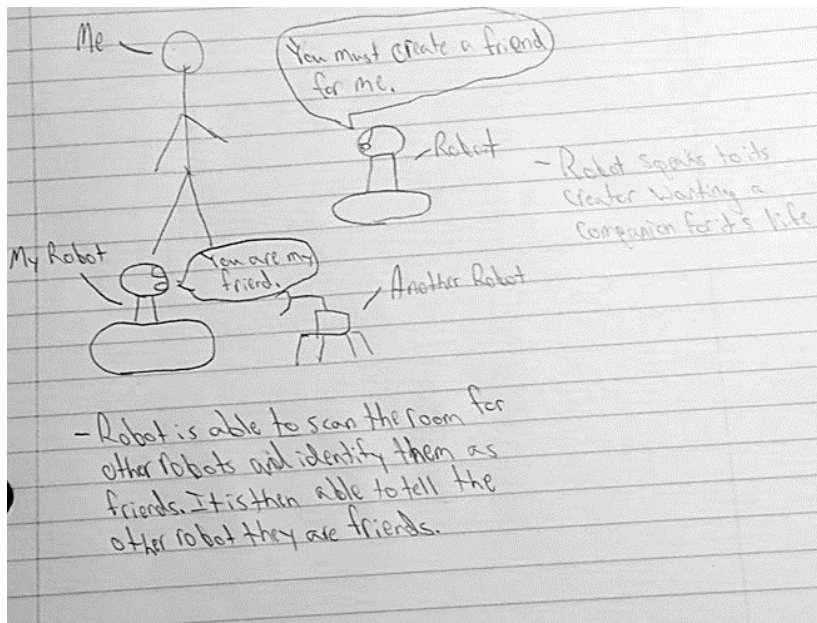 Me
You must create a friend
for me.
Robot
- Robot speaks to its
creator wanting a
companion for it's life
My Robot
You are my
friend.
Another Robot
- Robot is able to scan the room for
other robots and identify them as
friends. It is then able to tell the
other robot they are friends.